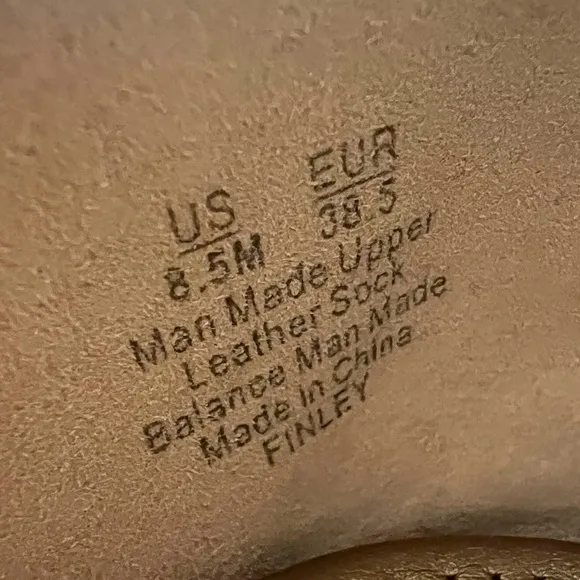 US EUR
8.5M 38.5
Man Made Upper
Leather Sock
Balance Man Made
Made in China
FINLEY